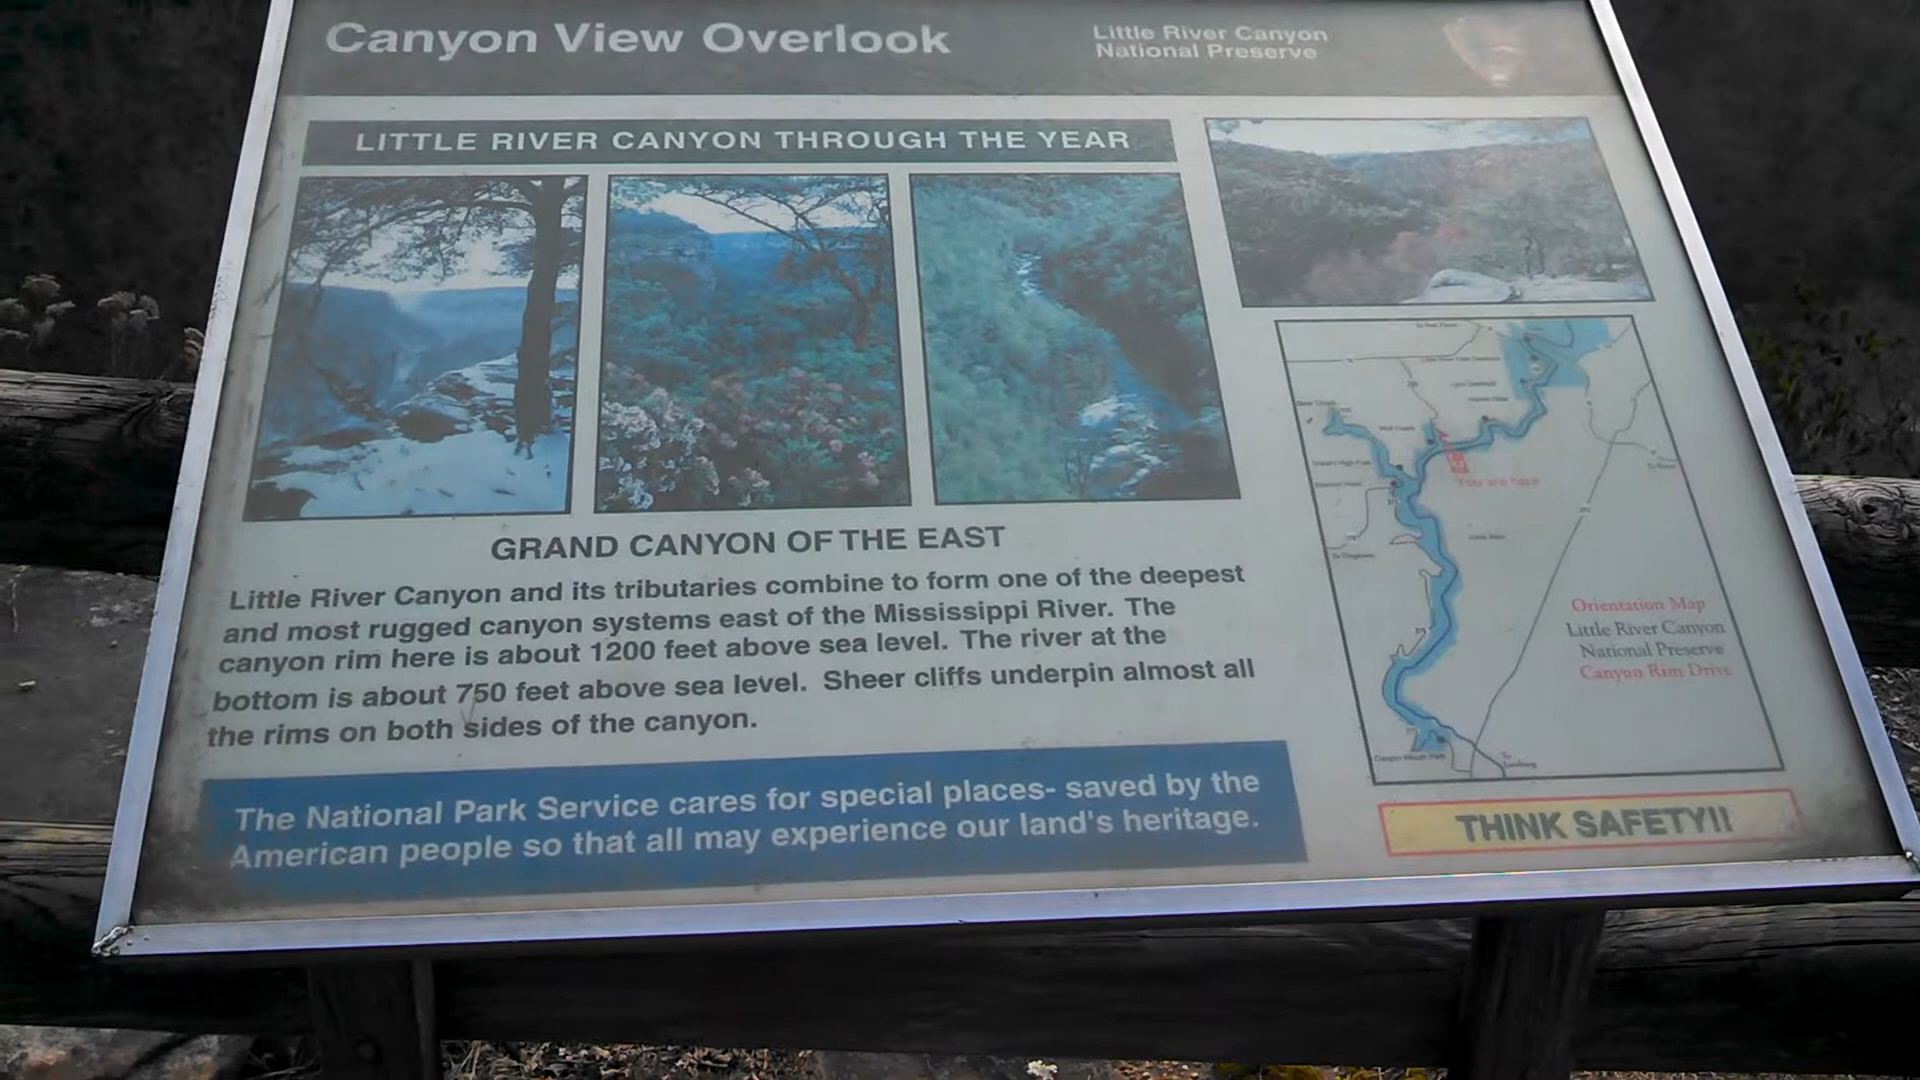 Canyon View Overlook
Little River Canyon
National Preserve
LITTLE RIVER CANYON THROUGH THE YEAR
GRAND CANYON OF THE EAST
Little River Canyon and its tributaries combine to form one of the deepest
and most rugged canyon systems east of the Mississippi River. The
canyon rim here is about 1200 feet above sea level. The river at the
bottom is about 750 feet above sea level. Sheer cliffs underpin almost all
the rims on both sides of the canyon.
The National Park Service cares for special places- saved by the
American people so that all may experience our land's heritage.
You are here
Orientation Map
Little River Canyon
National Preserve
Canyon Rim Drive
Canyon Mouth Park
THINK SAFETY!!